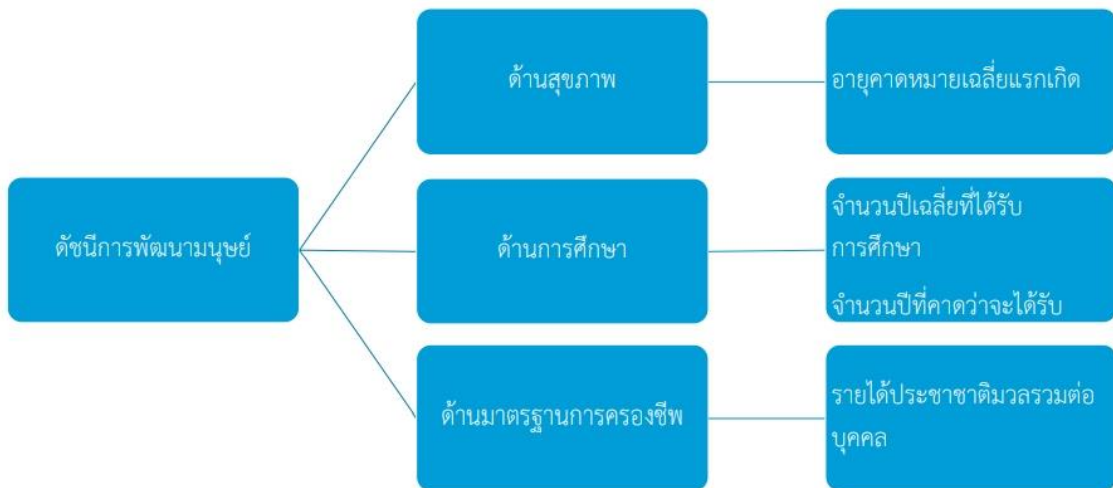 ด้านสุขภาพ
อายุคาดหมายเฉลี่ยแรกเกิด
ดัชนีการพัฒนามนุษย์
ด้านการศึกษา
จำนวนปีเฉลี่ยที่ได้รับ
การศึกษา
จำนวนปีที่คาดว่าจะได้รับ
ด้านมาตรฐานการครองชีพ
รายได้ประชาชาติมวลรวมต่อ
บุคคล